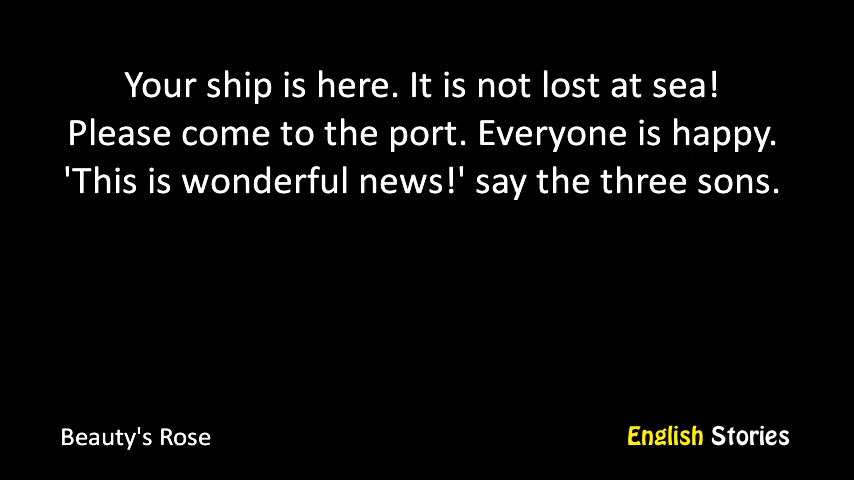 Your ship is here. It is not lost at sea!
Please come to the port. Everyone is happy.
'This is wonderful news!' say the three sons.
Beauty's Rose
English Stories